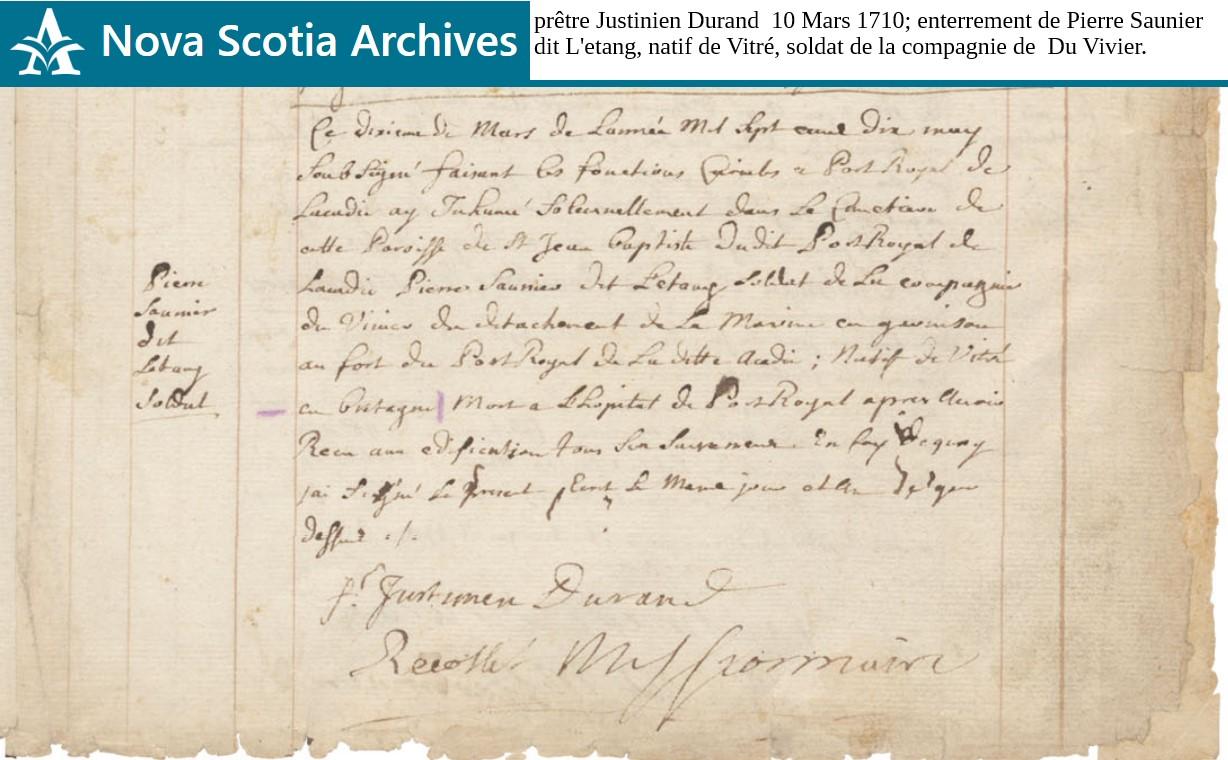 Nova Scotia Archives
prêtre Justinien Durand 10 Mars 1710; enterrement de Pierre Saunier
dit L'etang, natif de Vitré, soldat de la compagnie de Du Vivier.
Ce dixieme de Mars de Lannée Mil Sept cent dix moy
Soub Signé faisant les fonctions Curiales a Port Royal de
Lacadie ay Inhumé Solennellement dans Le Cimetiere de
cette Paroisse de St Jean baptiste dudit Port Royal de
Lacadie Pierre Saunier dit Letang Soldat de La compagnie
du Vivier du detachement de La Marine en garnison
au fort du Port Royal de La ditte Acadie ; Natif de Vitré
en bretagne Mort a Lhopital de Port Royal apres Avoir
Receu avec edification tous Ses Sacremens. En foy dequoy
jai Signé Le present Ecrit Le Meme jour et An que
dessus ./.
Pierre
Saunier
dit
Letang
Soldat
fr. Justinien Durand
Recollet Missionnaire